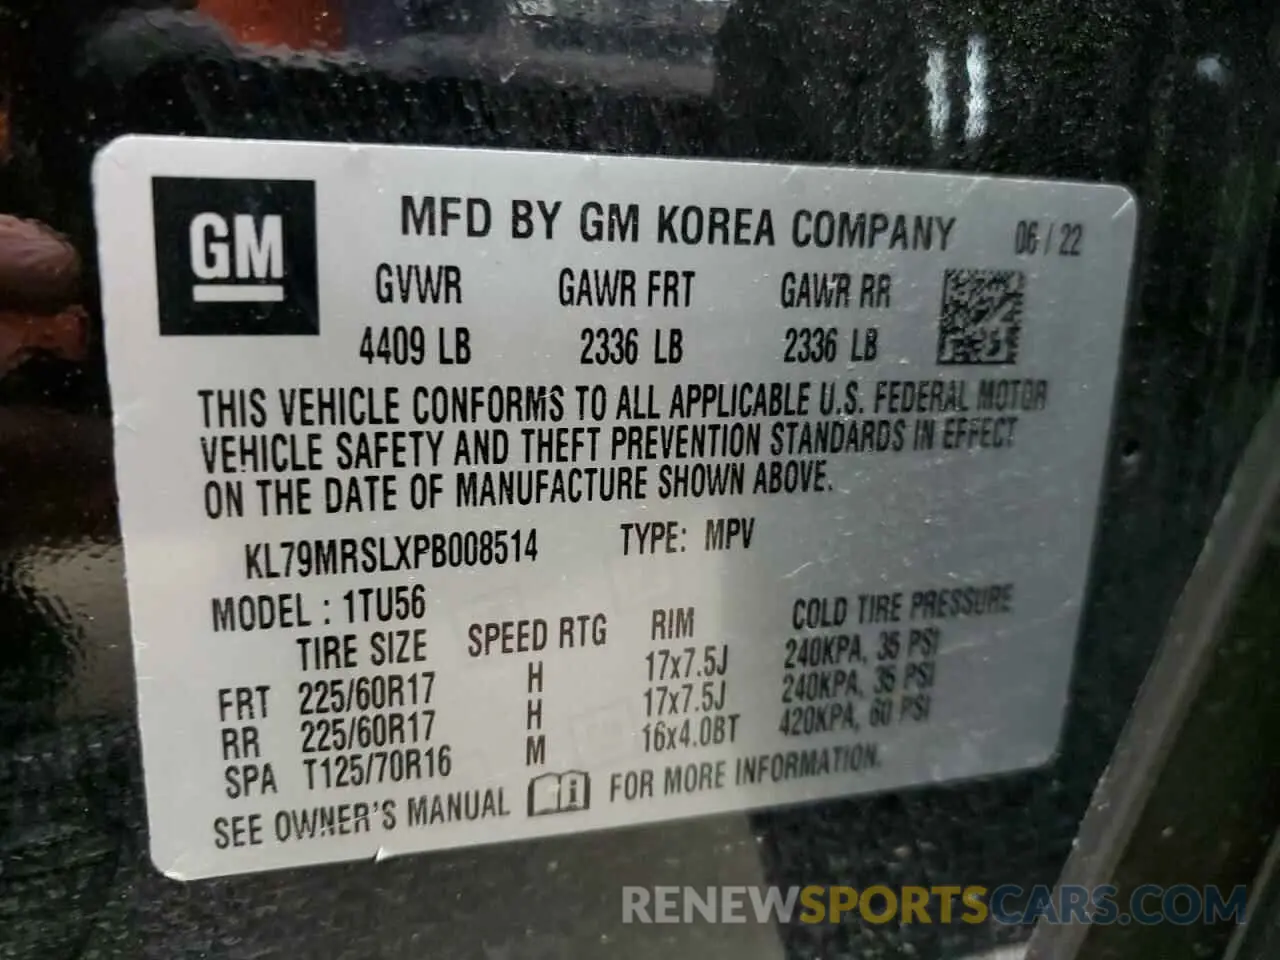 GM
MFD BY GM KOREA COMPANY 06 / 22
GVWR GAWR FRT GAWR RR
4409 LB 2336 LB 2336 LB
THIS VEHICLE CONFORMS TO ALL APPLICABLE U.S. FEDERAL MOTOR
VEHICLE SAFETY AND THEFT PREVENTION STANDARDS IN EFFECT
ON THE DATE OF MANUFACTURE SHOWN ABOVE.
KL79MRSLXPB008514 TYPE: MPV
MODEL : 1TU56
TIRE SIZE SPEED RTG RIM COLD TIRE PRESSURE
FRT 225/60R17 H 17x7.5J 240KPA, 35 PSI
RR 225/60R17 H 17x7.5J 240KPA, 35 PSI
SPA T125/70R16 M 16x4.0BT 420KPA, 60 PSI
SEE OWNER'S MANUAL i FOR MORE INFORMATION.
RENEWSPORTSCARS.COM